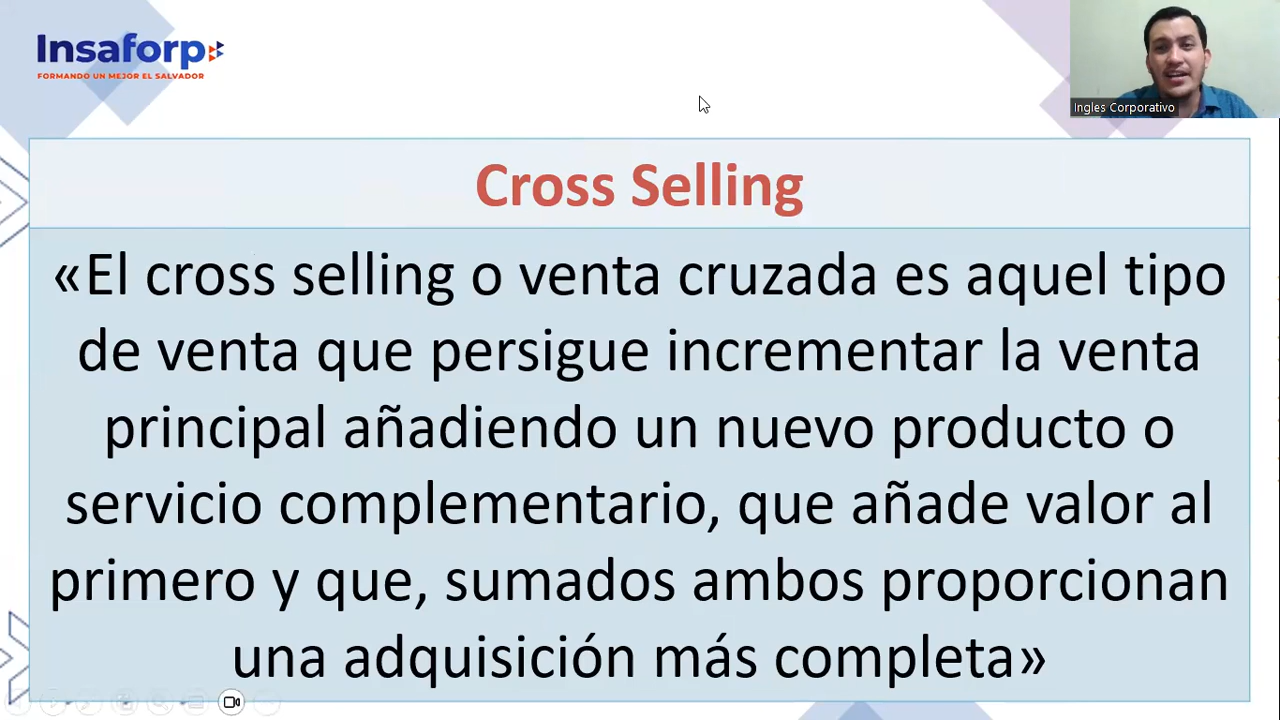 Insaforp
FORMANDO UN MEJOR EL SALVADOR
Ingles Corporativo
Cross Selling
«El cross selling o venta cruzada es aquel tipo
de venta que persigue incrementar la venta
principal añadiendo un nuevo producto o
servicio complementario, que añade valor al
primero y que, sumados ambos proporcionan
una adquisición más completa»